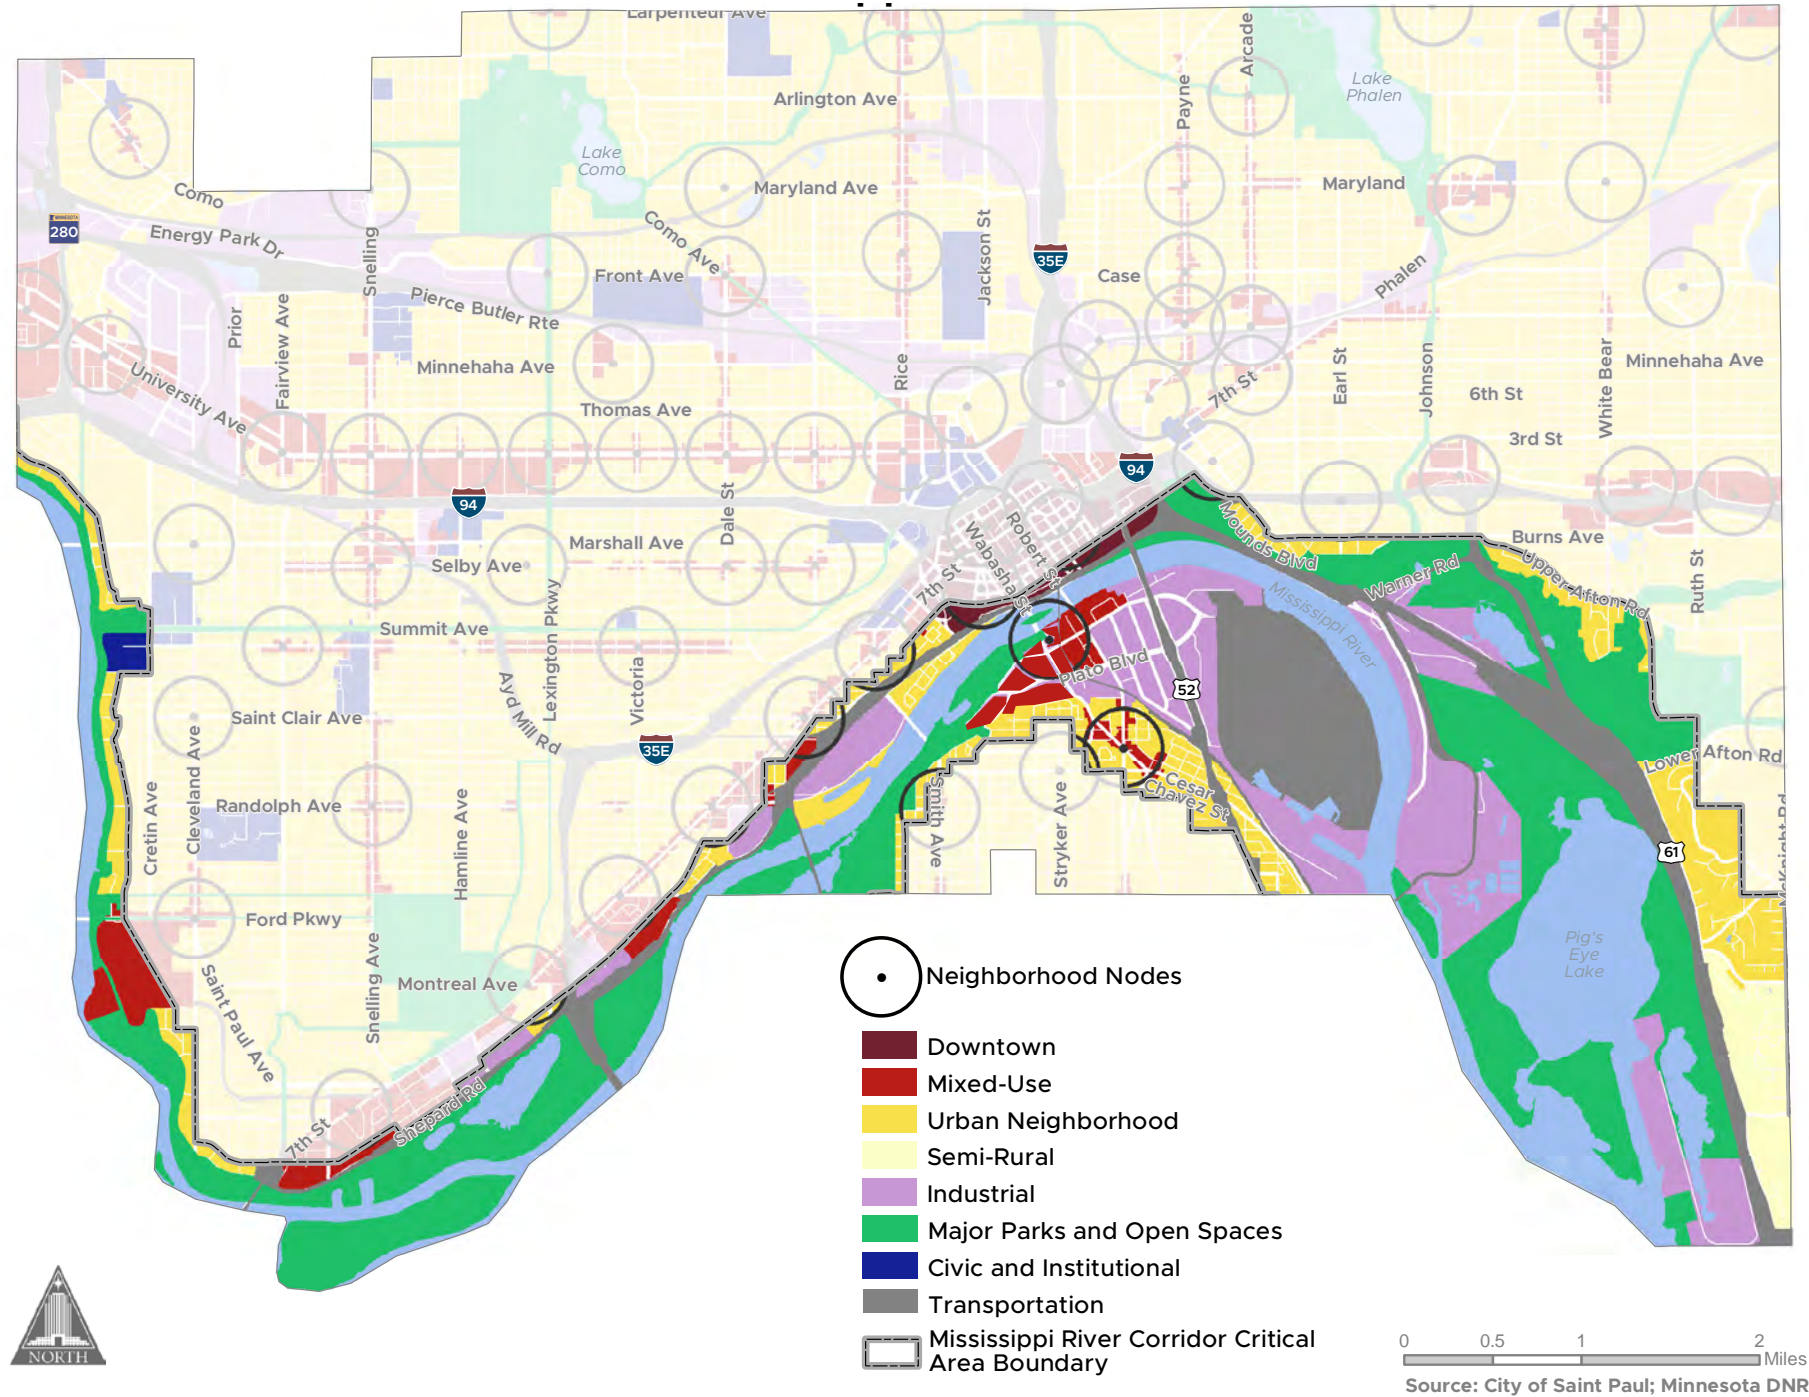 Larpenteur Ave
Arlington Ave
Payne
Arcade
Lake
Phalen
Lake
Como
Como
Maryland Ave
Maryland
MINNESOTA
280
Energy Park Dr
Snelling
Como Ave
Jackson St
35E
Front Ave
Case
Phalen
Pierce Butler Rte
Prior
Fairview Ave
Minnehaha Ave
Rice
Earl St
Johnson
White Bear
Minnehaha Ave
University Ave
Thomas Ave
7th St
6th St
3rd St
94
94
Dale St
Marshall Ave
Selby Ave
Robert St
Wabasha St
7th St
Mounds Blvd
Burns Ave
Warner Rd
Upper Afton Rd
Ruth St
Mississippi River
Summit Ave
Lexington Pkwy
Victoria
Ayd Mill Rd
Saint Clair Ave
35E
Plato Blvd
52
Lower Afton Rd
Cretin Ave
Cleveland Ave
Randolph Ave
Hamline Ave
Smith Ave
Stryker Ave
Cesar
Chavez St
McKnight Rd
61
Ford Pkwy
Saint Paul Ave
Snelling Ave
Montreal Ave
Pig's
Eye
Lake
7th St
Shepard Rd
Neighborhood Nodes
Downtown
Mixed-Use
Urban Neighborhood
Semi-Rural
Industrial
Major Parks and Open Spaces
Civic and Institutional
Transportation
Mississippi River Corridor Critical
Area Boundary
NORTH
0 0.5 1 2
Miles
Source: City of Saint Paul; Minnesota DNR